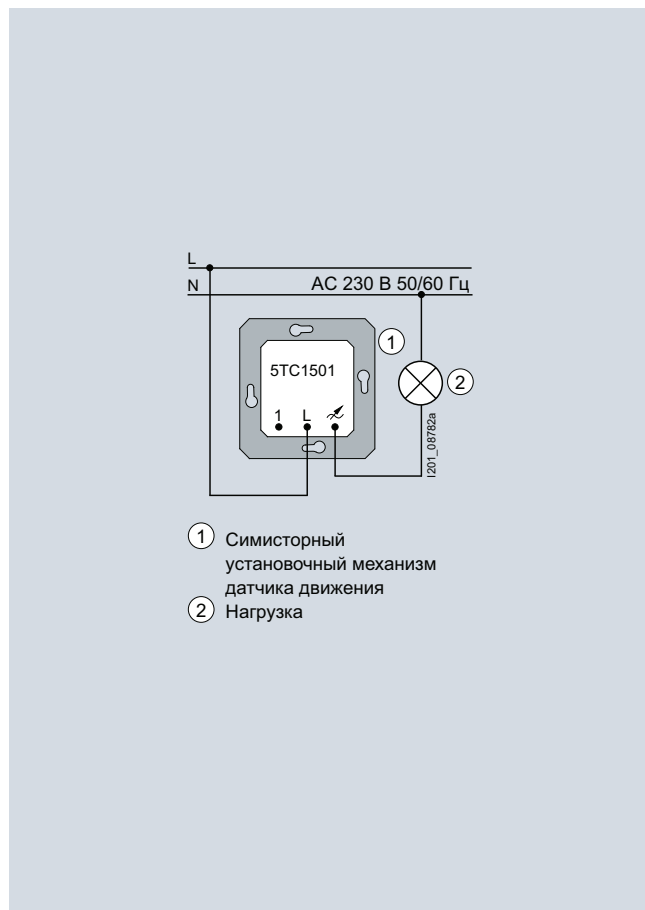 L
N
AC 230 В 50/60 Гц
1
5TC1501
2
1 L
I201_08782a
1 Симисторный
установочный механизм
датчика движения
2 Нагрузка